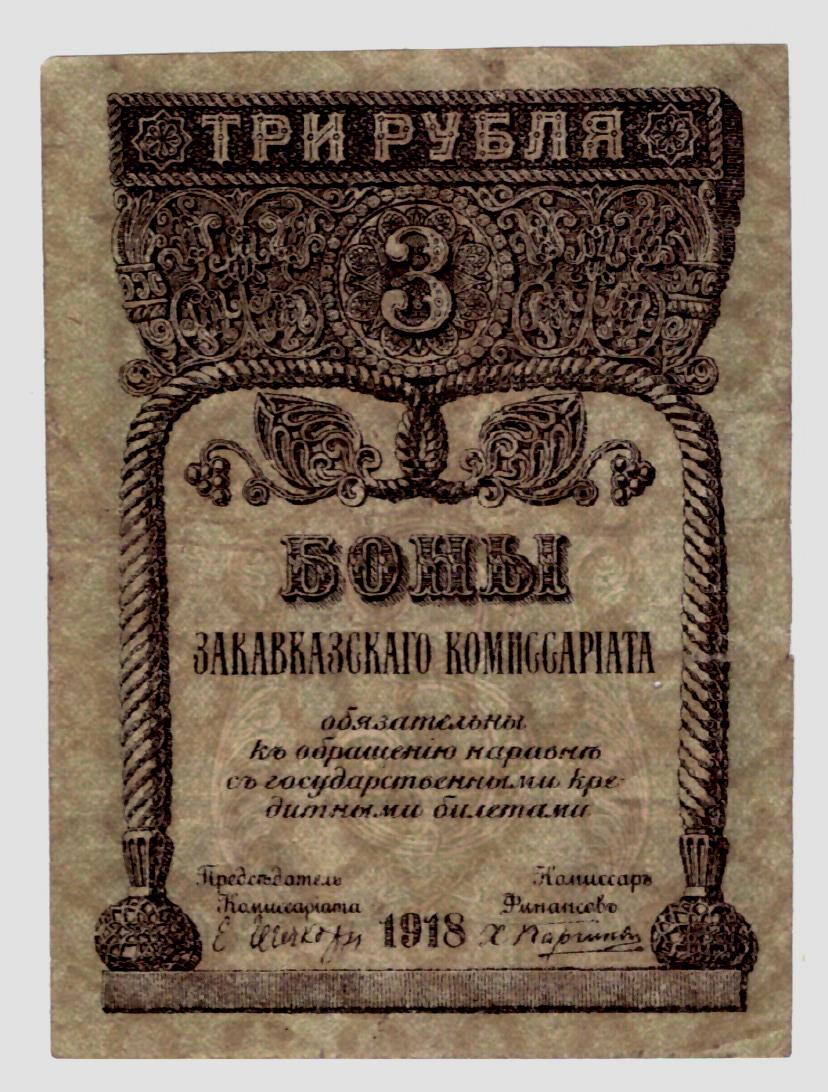 ТРИ РУБЛЯ
3
БОНЫ
ЗАКАВКАЗСКАГО КОМИССАРІАТА
обязательны
къ обращенію наравнѣ
съ государственными кре-
дитными билетами
Предсѣдатель Комиссаръ
Комиссаріата Финансовъ
1918